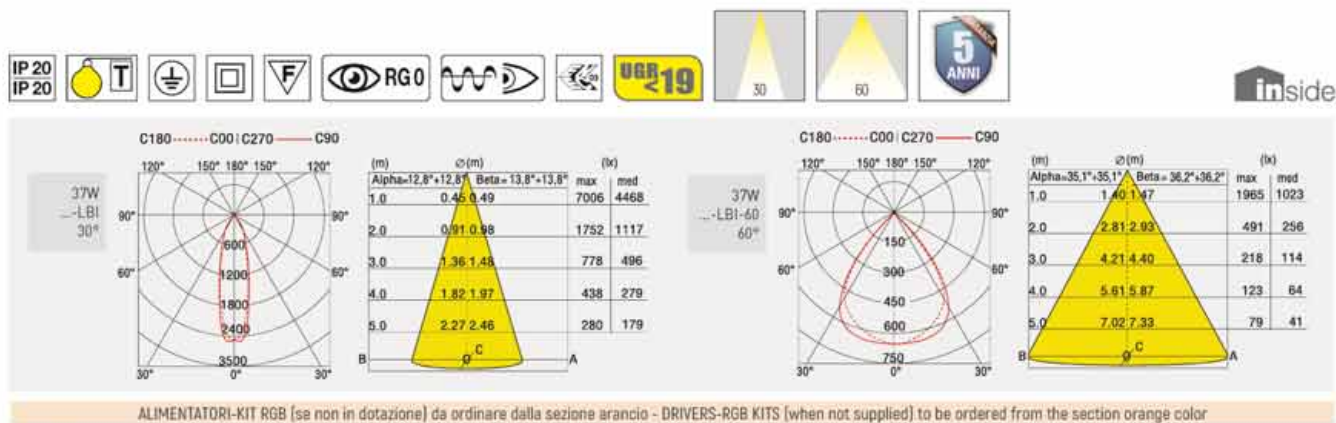 IP 20
IP 20
T
F
RG0
UGR
<19
30
60
GARANZIA
5
ANNI
inside
37W
...-LBI
30°
C180 C00 | C270 C90
120° 150° 180° 150° 120°
90° 90°
60° 60°
600
1200
1800
2400
3500
30° 0° 30°
(m) Ø(m) (lx)
Alpha=12,8°+12,8° Beta= 13,8°+13,8° max med
1.0 0.45 0.49 7006 4468
2.0 0.91 0.98 1752 1117
3.0 1.36 1.48 778 496
4.0 1.82 1.97 438 279
5.0 2.27 2.46 280 179
B C A
37W
...-LBI-60
60°
C180 C00 | C270 C90
120° 150° 180° 150° 120°
90° 90°
60° 60°
150
300
450
600
750
30° 0° 30°
(m) Ø(m) (lx)
Alpha=35,1°+35,1° Beta= 36,2°+36,2° max med
1.0 1.40 1.47 1965 1023
2.0 2.81 2.93 491 256
3.0 4.21 4.40 218 114
4.0 5.61 5.87 123 64
5.0 7.02 7.33 79 41
B C A
ALIMENTATORI-KIT RGB (se non in dotazione) da ordinare dalla sezione arancio - DRIVERS-RGB KITS (when not supplied) to be ordered from the section orange color